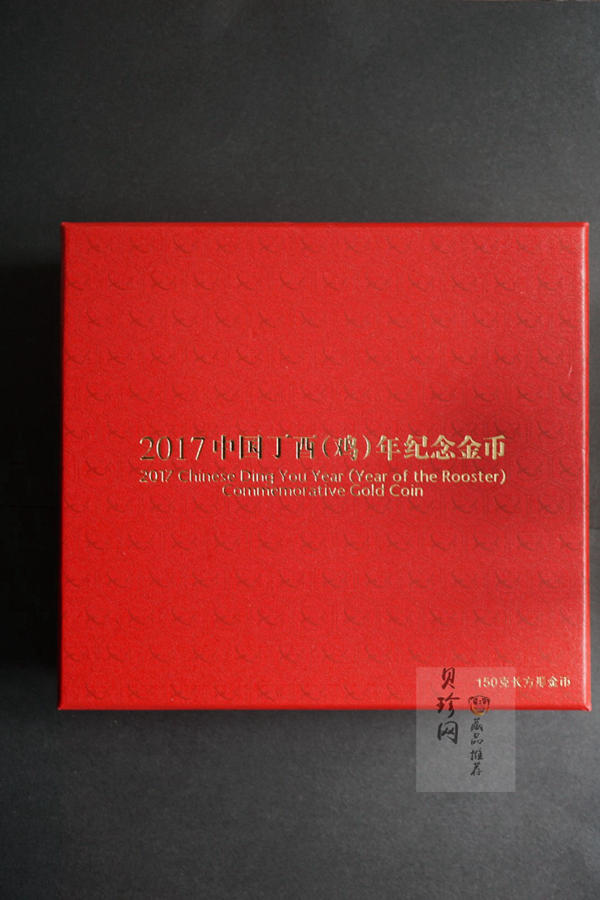 2017中国丁酉(鸡)年纪念金币
2017 Chinese Ding You Year (Year of the Rooster)
Commemorative Gold Coin
150克长方形金币
贝珍网
藏品推荐